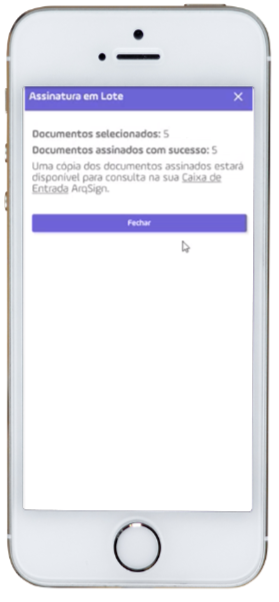 Assinatura em Lote
Documentos selecionados: 5
Documentos assinados com sucesso: 5
Uma cópia dos documentos assinados estará
disponível para consulta na sua Caixa de
Entrada ArqSign.
Fechar